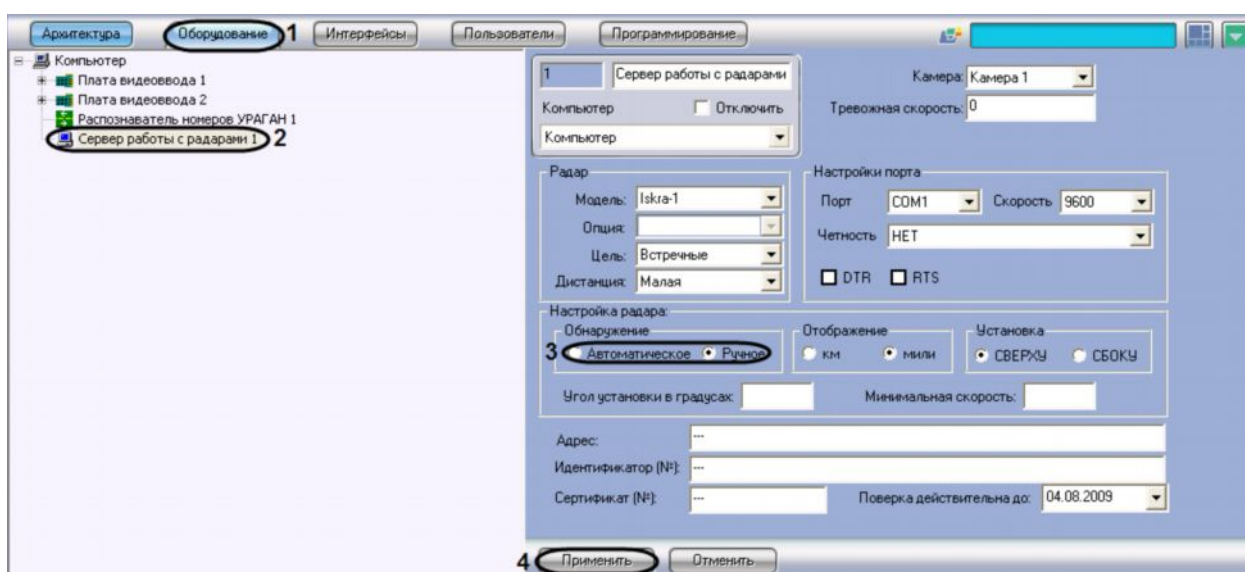 Архитектура Оборудование 1 Интерфейсы Пользователи Программирование
Компьютер
Плата видеоввода 1
Плата видеоввода 2
Распознаватель номеров УРАГАН 1
Сервер работы с радарами 1 2
1 Сервер работы с радарами
Компьютер Отключить
Компьютер
Камера: Камера 1
Тревожная скорость: 0
Радар
Модель: Iskra-1
Опция:
Цель: Встречные
Дистанция: Малая
Настройки порта
Порт COM1 Скорость 9600
Четность НЕТ
DTR RTS
Настройка радара:
Обнаружение
3 Автоматическое Ручное
Отображение
км мили
Установка
СВЕРХУ СБОКУ
Угол установки в градусах: Минимальная скорость:
Адрес: ---
Идентификатор (№): ---
Сертификат (№): --- Поверка действительна до: 04.08.2009
4 Применить Отменить